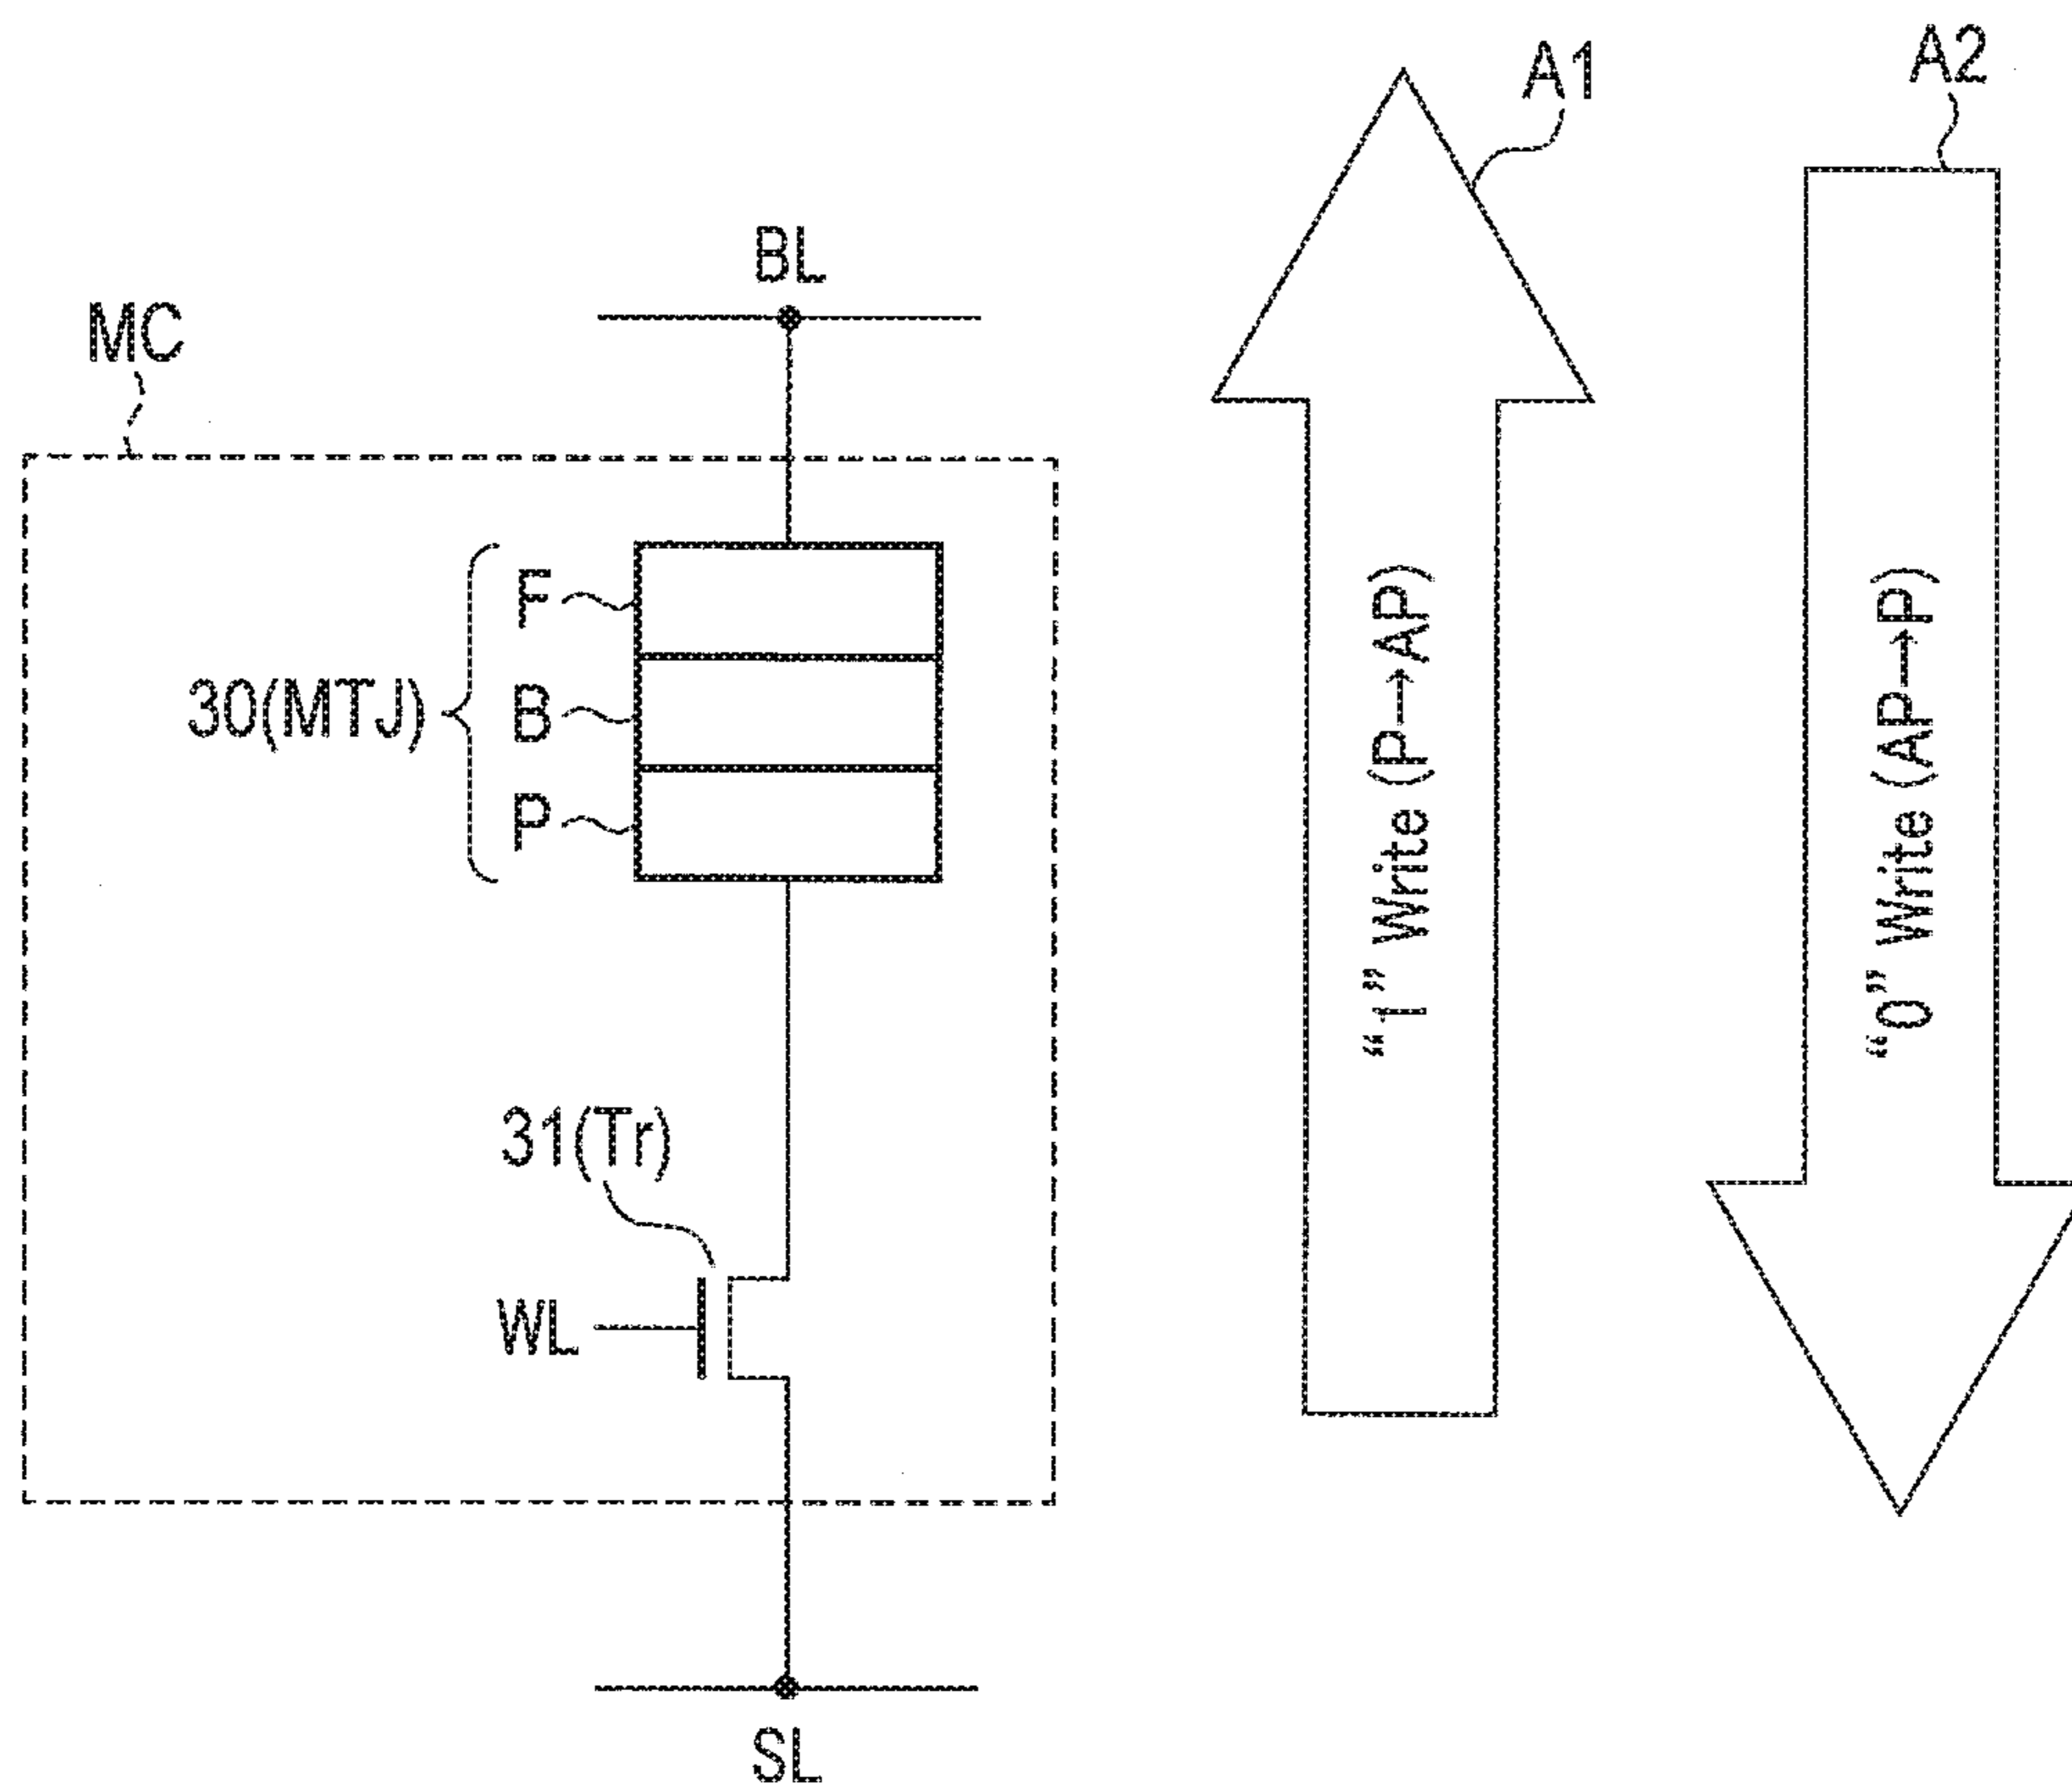 A1
A2
BL
MC
F
30(MTJ)
B
P
“1” Write (P→AP)
“0” Write (AP→P)
31(Tr)
WL
SL